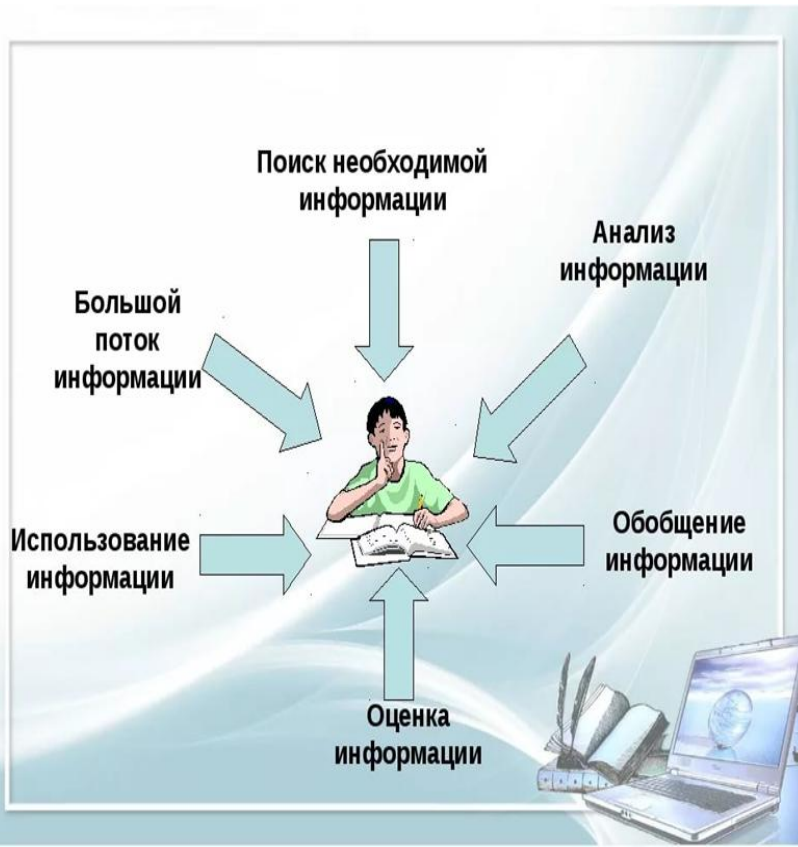 Поиск необходимой
информации
Анализ
информации
Большой
поток
информации
Обобщение
информации
Использование
информации
Оценка
информации